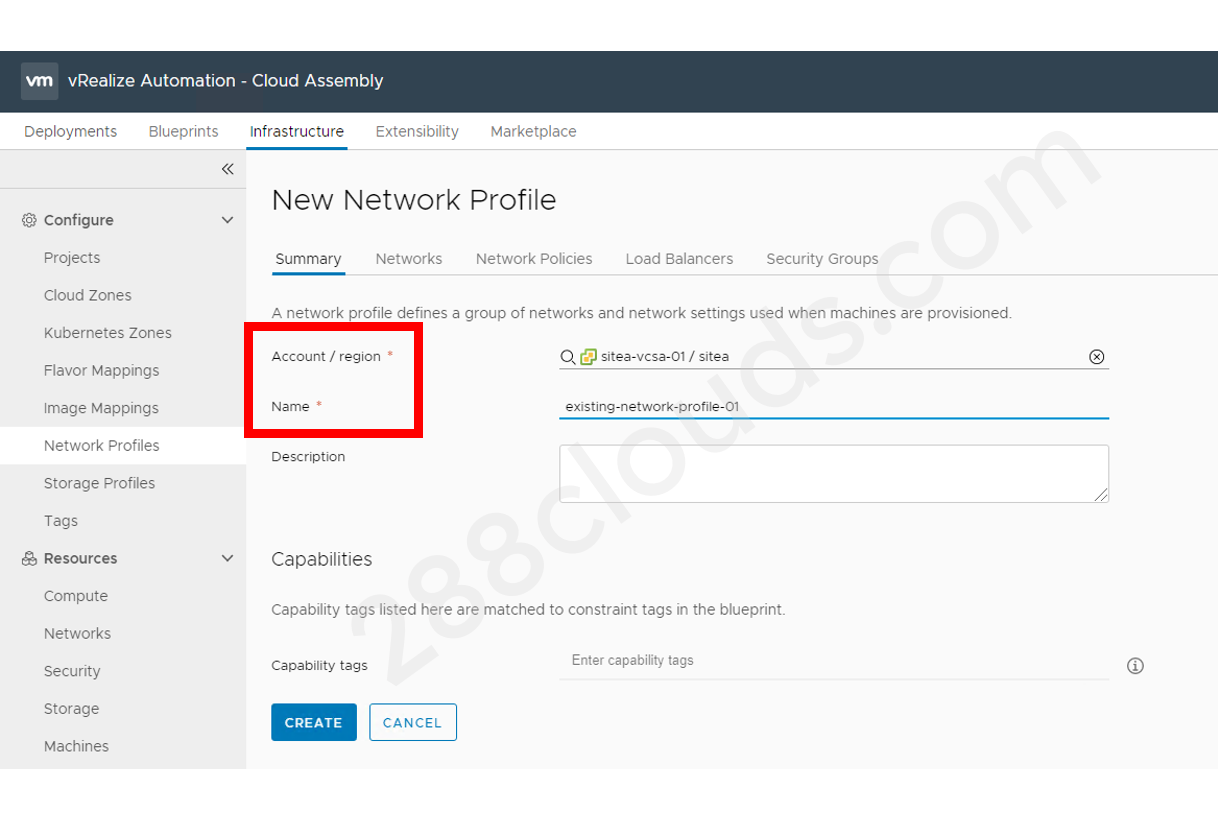 vm vRealize Automation - Cloud Assembly
Deployments Blueprints Infrastructure Extensibility Marketplace
Configure
Projects
Cloud Zones
Kubernetes Zones
Flavor Mappings
Image Mappings
Network Profiles
Storage Profiles
Tags
Resources
Compute
Networks
Security
Storage
Machines
New Network Profile
Summary Networks Network Policies Load Balancers Security Groups
A network profile defines a group of networks and network settings used when machines are provisioned.
Account / region * sitea-vcsa-01 / sitea
Name * existing-network-profile-01
Description
Capabilities
Capability tags listed here are matched to constraint tags in the blueprint.
Capability tags Enter capability tags
CREATE CANCEL
288clouds.com